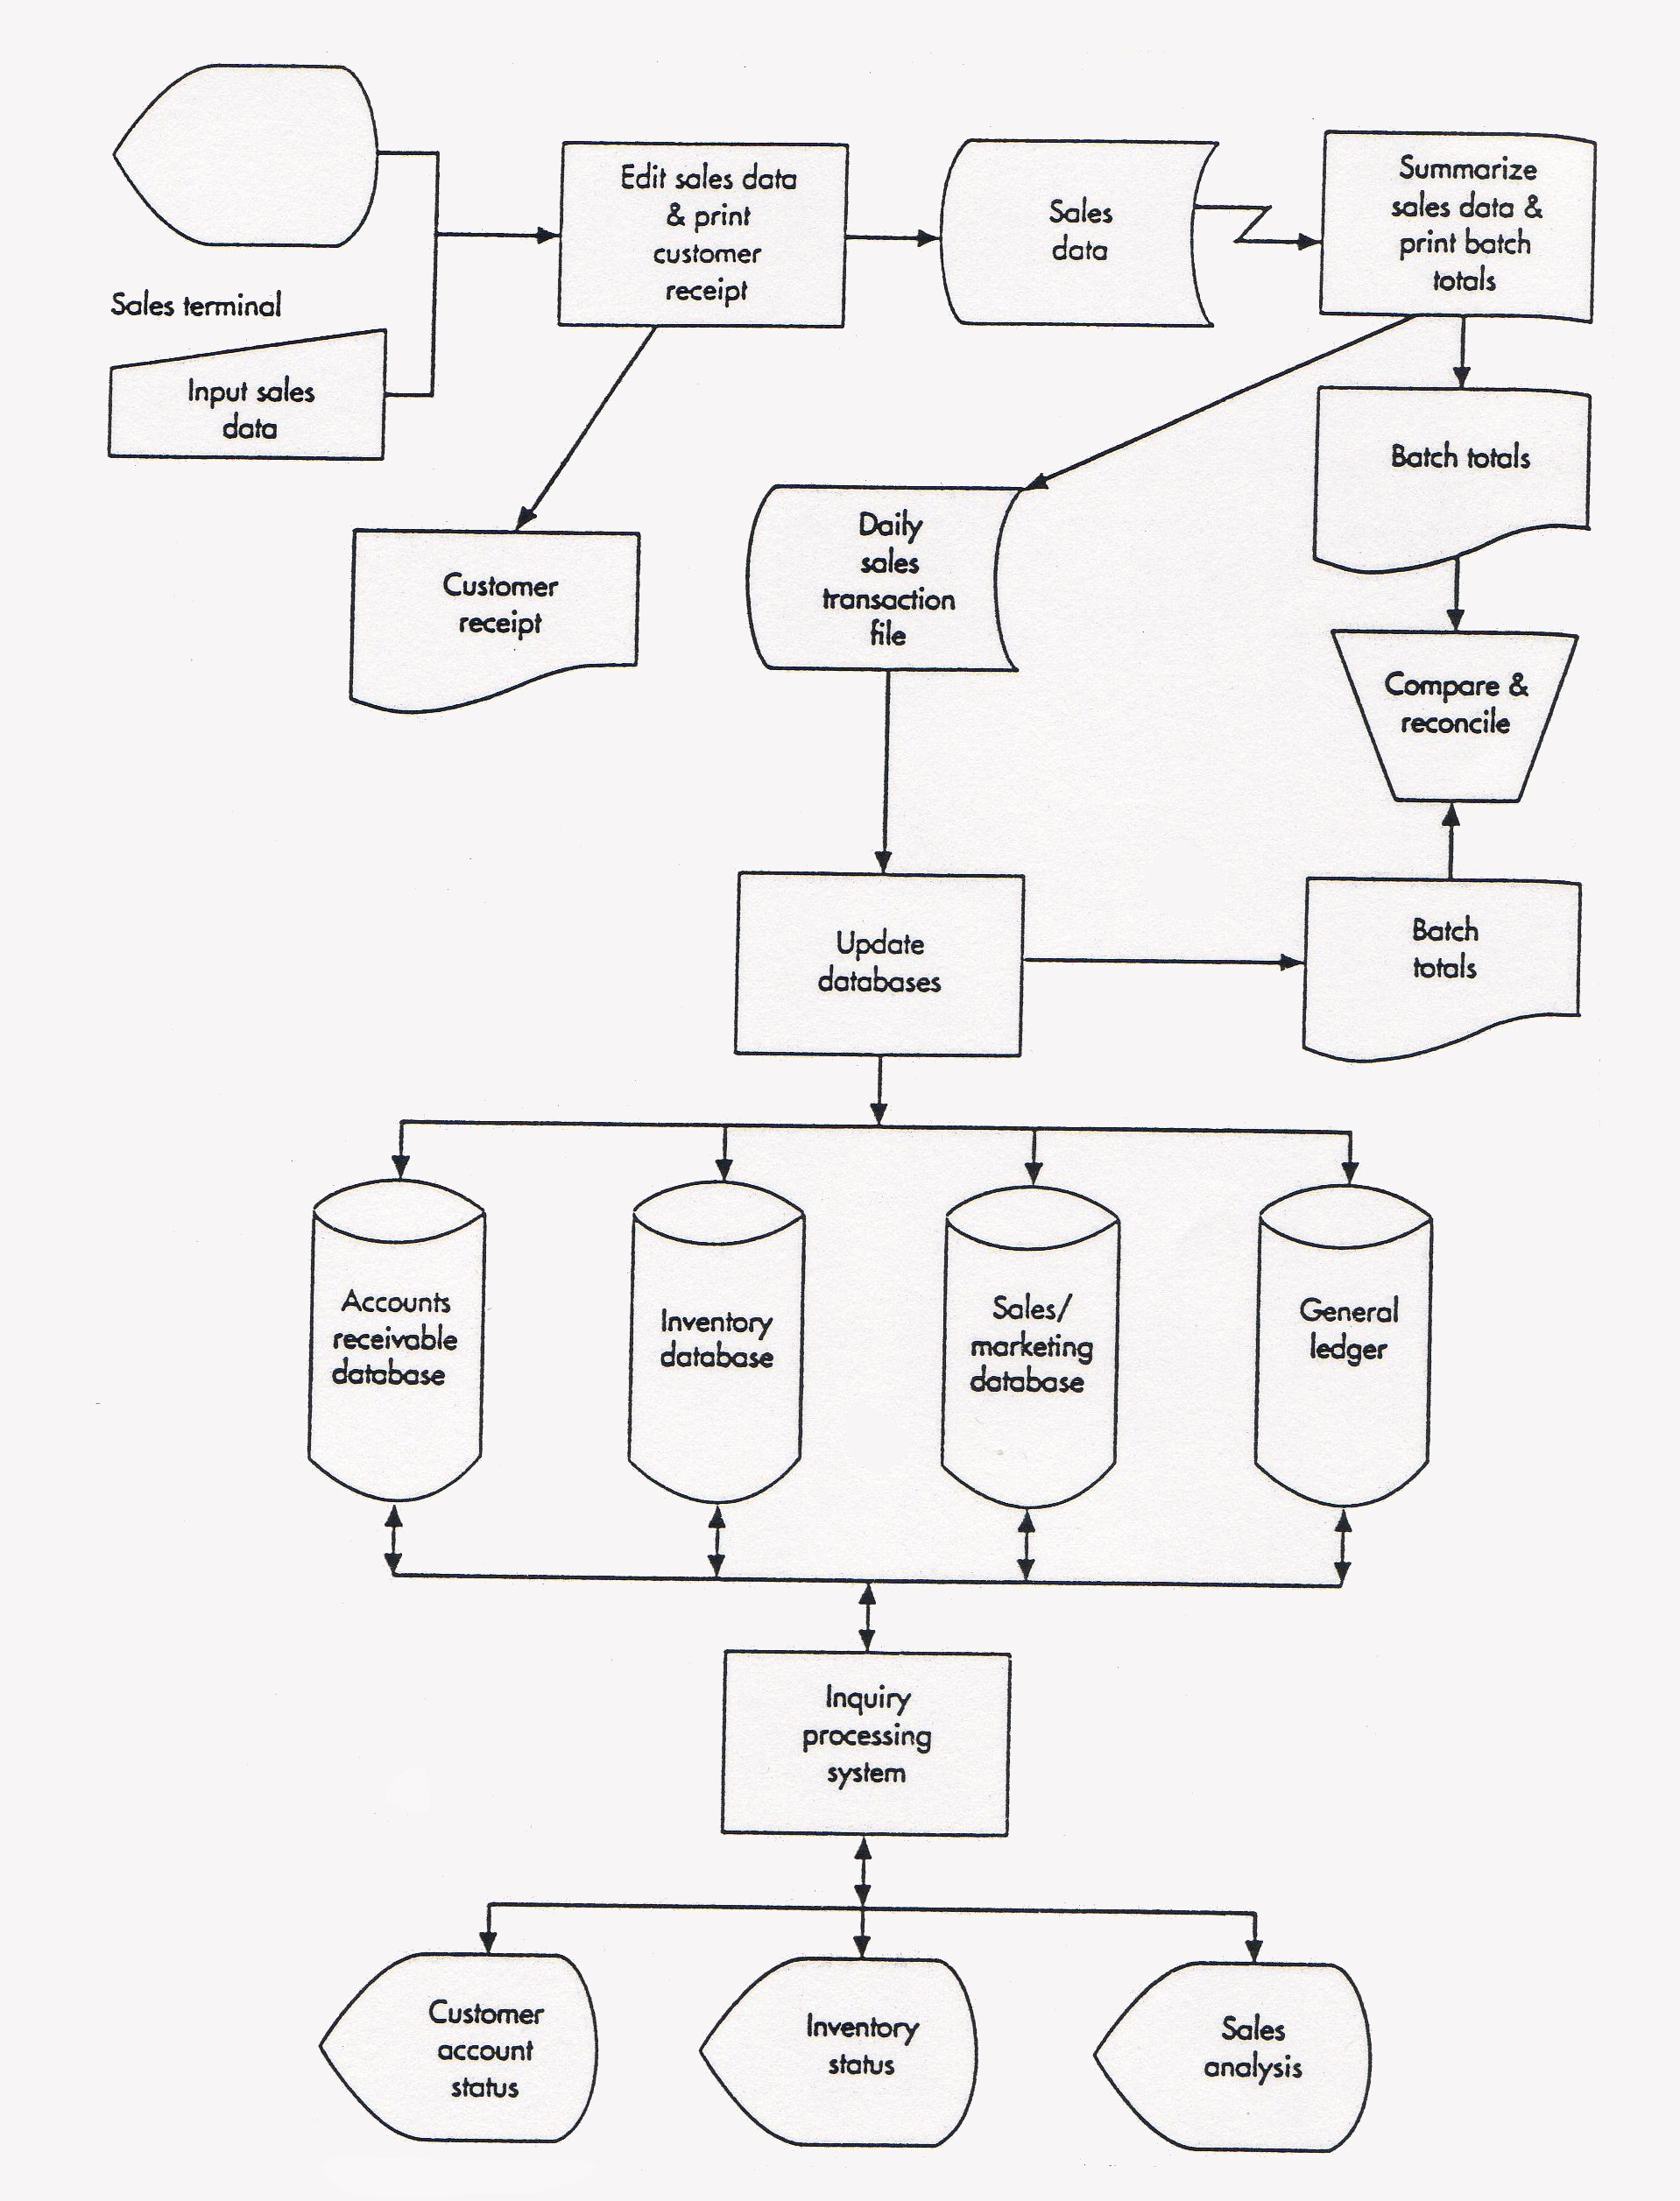 Edit sales data
& print
customer
receipt
Sales
data
Summarize
sales data &
print batch
totals
Sales terminal
Input sales
data
Batch totals
Customer
receipt
Daily
sales
transaction
file
Compare &
reconcile
Update
databases
Batch
totals
Accounts
receivable
database
Inventory
database
Sales/
marketing
database
General
ledger
Inquiry
processing
system
Customer
account
status
Inventory
status
Sales
analysis